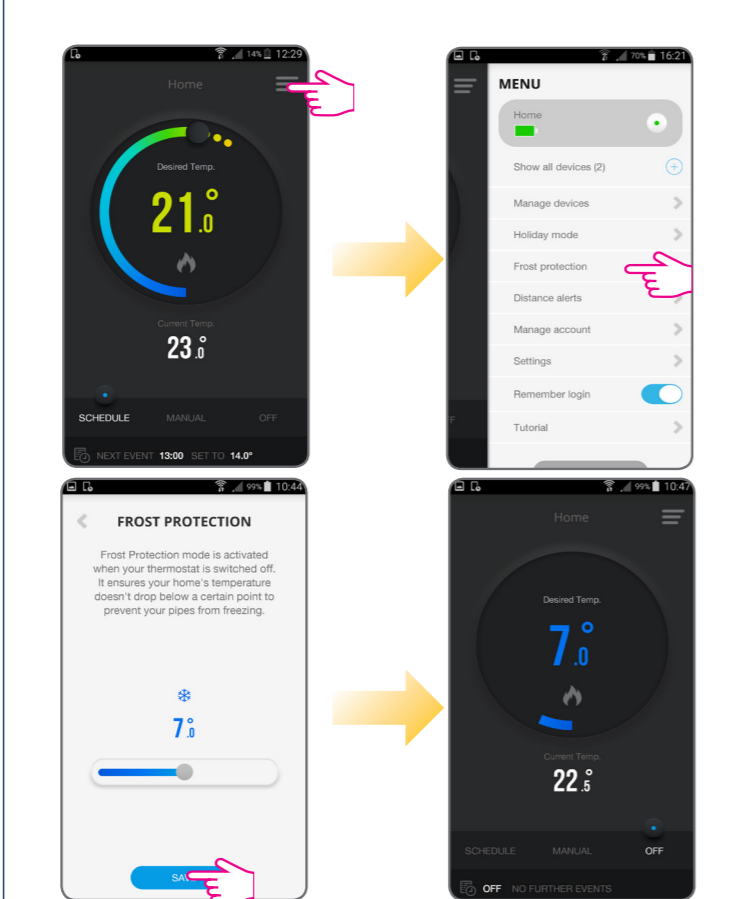 14% 12:29
Home
Desired Temp.
21.0°
Current Temp.
23.0°
SCHEDULE MANUAL OFF
NEXT EVENT 13:00 SET TO 14.0°
70% 16:21
MENU
Home
Show all devices (2)
Manage devices
Holiday mode
Frost protection
Distance alerts
Manage account
Settings
Remember login
Tutorial
99% 10:44
FROST PROTECTION
Frost Protection mode is activated
when your thermostat is switched off.
It ensures your home's temperature
doesn't drop below a certain point to
prevent your pipes from freezing.
7.0°
99% 10:47
Home
Desired Temp.
7.0°
Current Temp.
22.5°
SCHEDULE MANUAL OFF
OFF NO FURTHER EVENTS